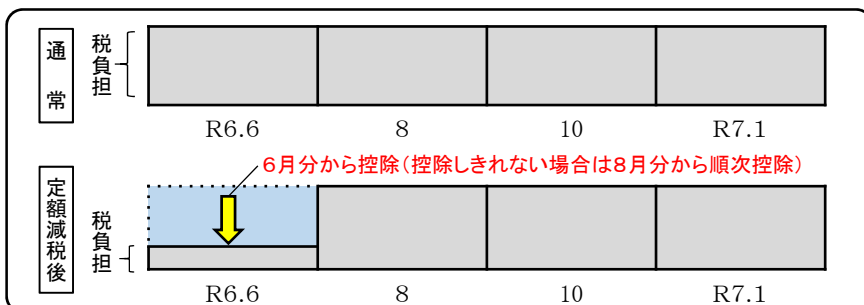 通常
税負担
R6.6 8 10 R7.1
６月分から控除（控除しきれない場合は８月分から順次控除）
定額減税後
税負担
R6.6 8 10 R7.1